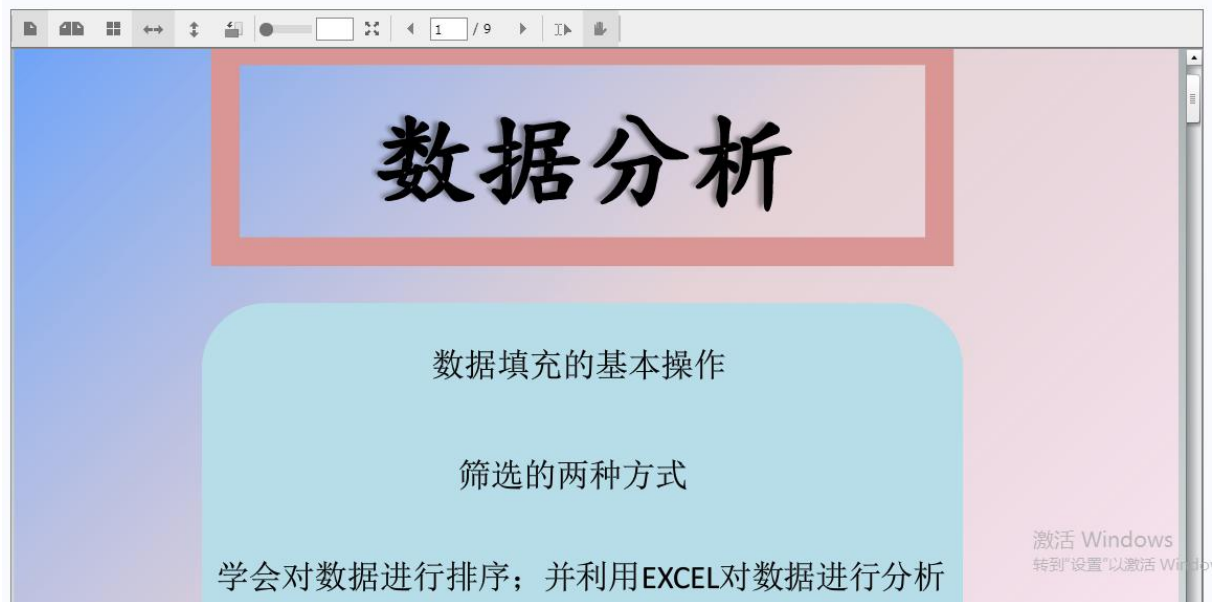 1 / 9
数据分析
数据填充的基本操作
筛选的两种方式
学会对数据进行排序；并利用EXCEL对数据进行分析
激活 Windows
转到"设置"以激活 Windo